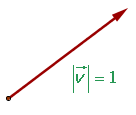 |v⃗| = 1